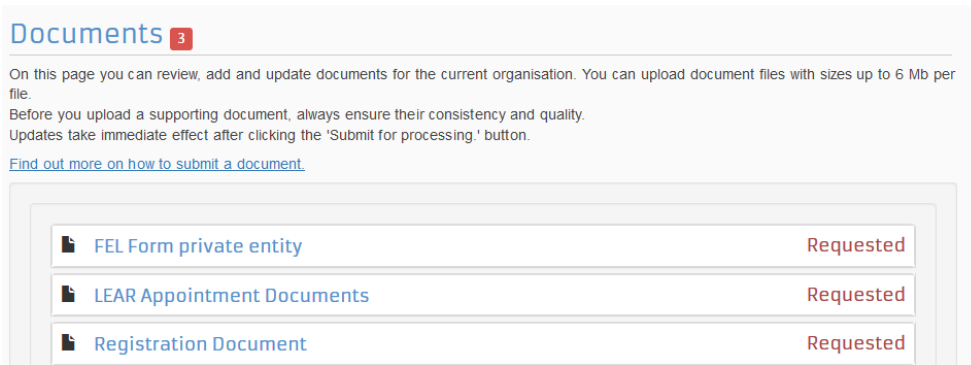 Documents 3
On this page you can review, add and update documents for the current organisation. You can upload document files with sizes up to 6 Mb per
file.
Before you upload a supporting document, always ensure their consistency and quality.
Updates take immediate effect after clicking the 'Submit for processing.' button.
Find out more on how to submit a document.
FEL Form private entity Requested
LEAR Appointment Documents Requested
Registration Document Requested